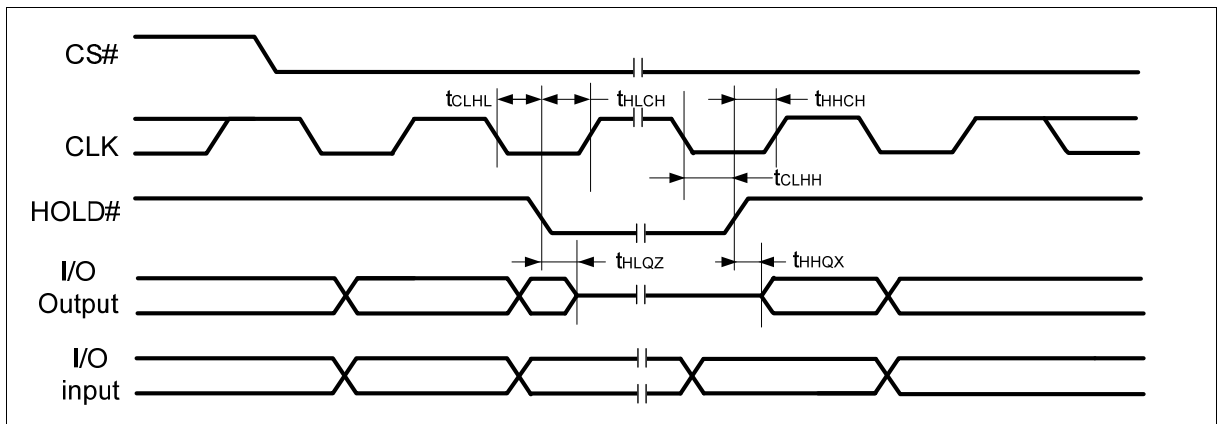 CS#
tCLHL
tHLCH
tHHCH
CLK
tCLHH
HOLD#
tHLQZ
tHHQX
I/O
Output
I/O
input